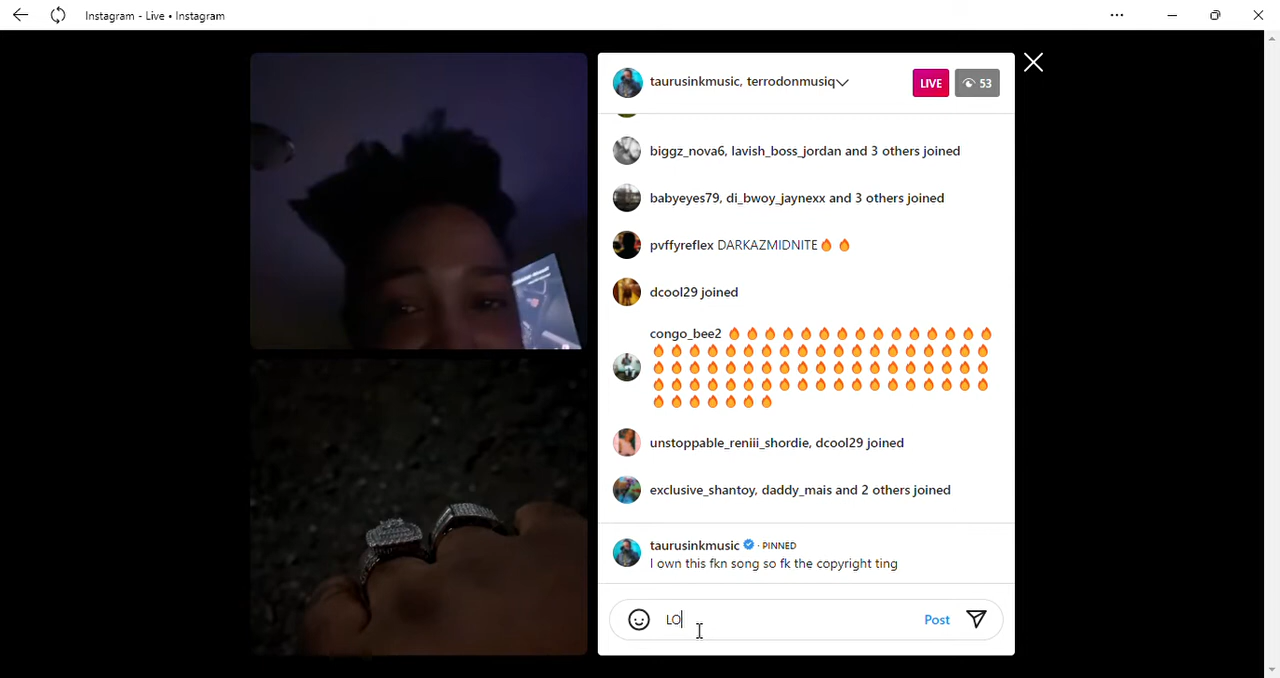 Instagram - Live • Instagram
taurusinkmusic, terrodonmusiq
LIVE
53
biggz_nova6, lavish_boss_jordan and 3 others joined
babyeyes79, di_bwoy_jaynexx and 3 others joined
pvffyreflex DARKAZMIDNITE🔥 🔥
dcool29 joined
congo_bee2 🔥 🔥 🔥 🔥 🔥 🔥 🔥 🔥 🔥 🔥 🔥 🔥 🔥 🔥 🔥
🔥 🔥 🔥 🔥 🔥 🔥 🔥 🔥 🔥 🔥 🔥 🔥 🔥 🔥 🔥 🔥 🔥 🔥 🔥
🔥 🔥 🔥 🔥 🔥 🔥 🔥 🔥 🔥 🔥 🔥 🔥 🔥 🔥 🔥 🔥 🔥 🔥 🔥
🔥 🔥 🔥 🔥 🔥 🔥 🔥 🔥 🔥 🔥 🔥 🔥 🔥 🔥 🔥 🔥 🔥 🔥 🔥
🔥 🔥 🔥 🔥 🔥 🔥 🔥
unstoppable_reniii_shordie, dcool29 joined
exclusive_shantoy, daddy_mais and 2 others joined
taurusinkmusic · PINNED
I own this fkn song so fk the copyright ting
LO
Post